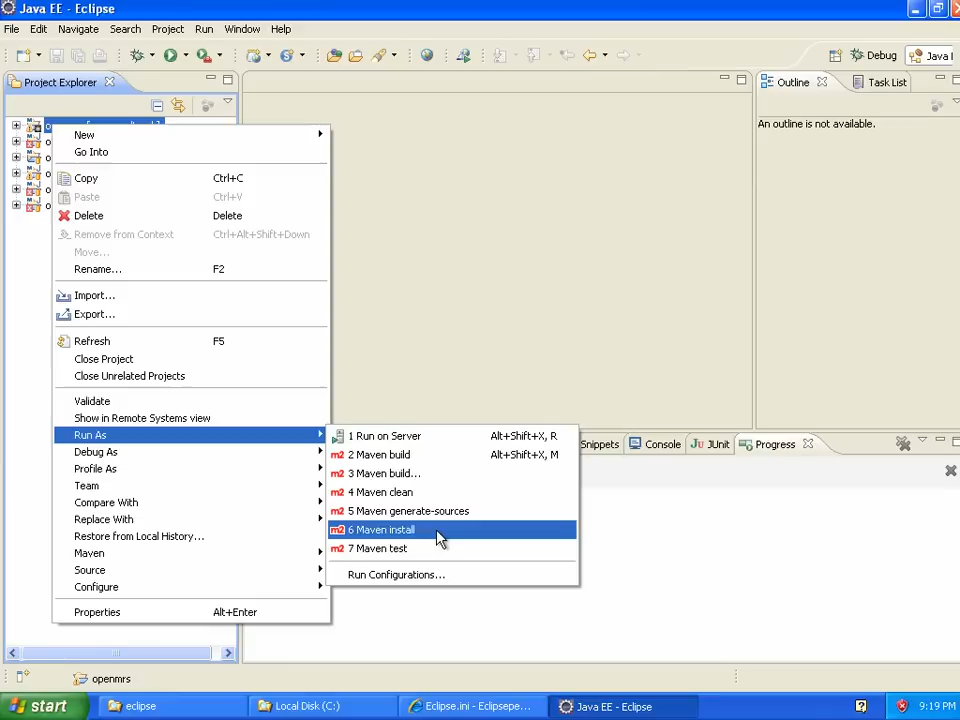 Java EE - Eclipse
File Edit Navigate Search Project Run Window Help
Debug Java
Project Explorer
Outline Task List
An outline is not available.
New
Go Into
Copy Ctrl+C
Paste Ctrl+V
Delete Delete
Remove from Context Ctrl+Alt+Shift+Down
Move...
Rename... F2
Import...
Export...
Refresh F5
Close Project
Close Unrelated Projects
Validate
Show in Remote Systems view
Run As
Debug As
Profile As
Team
Compare With
Replace With
Restore from Local History...
Maven
Source
Configure
Properties Alt+Enter
1 Run on Server Alt+Shift+X, R
m2 2 Maven build Alt+Shift+X, M
m2 3 Maven build...
m2 4 Maven clean
m2 5 Maven generate-sources
m2 6 Maven install
m2 7 Maven test
Run Configurations...
Snippets Console JUnit Progress
openmrs
start eclipse Local Disk (C:) Eclipse.ini - Eclipsepe... Java EE - Eclipse 9:19 PM